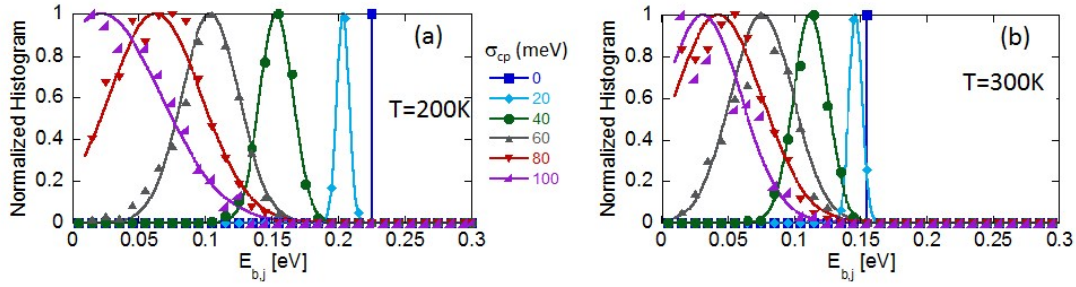 Normalized Histogram
1
0.8
0.6
0.4
0.2
0
(a)
T=200K
0 0.05 0.1 0.15 0.2 0.25 0.3
E_b,j [eV]
σ_cp (meV)
0
20
40
60
80
100
Normalized Histogram
1
0.8
0.6
0.4
0.2
0
(b)
T=300K
0 0.05 0.1 0.15 0.2 0.25 0.3
E_b,j [eV]